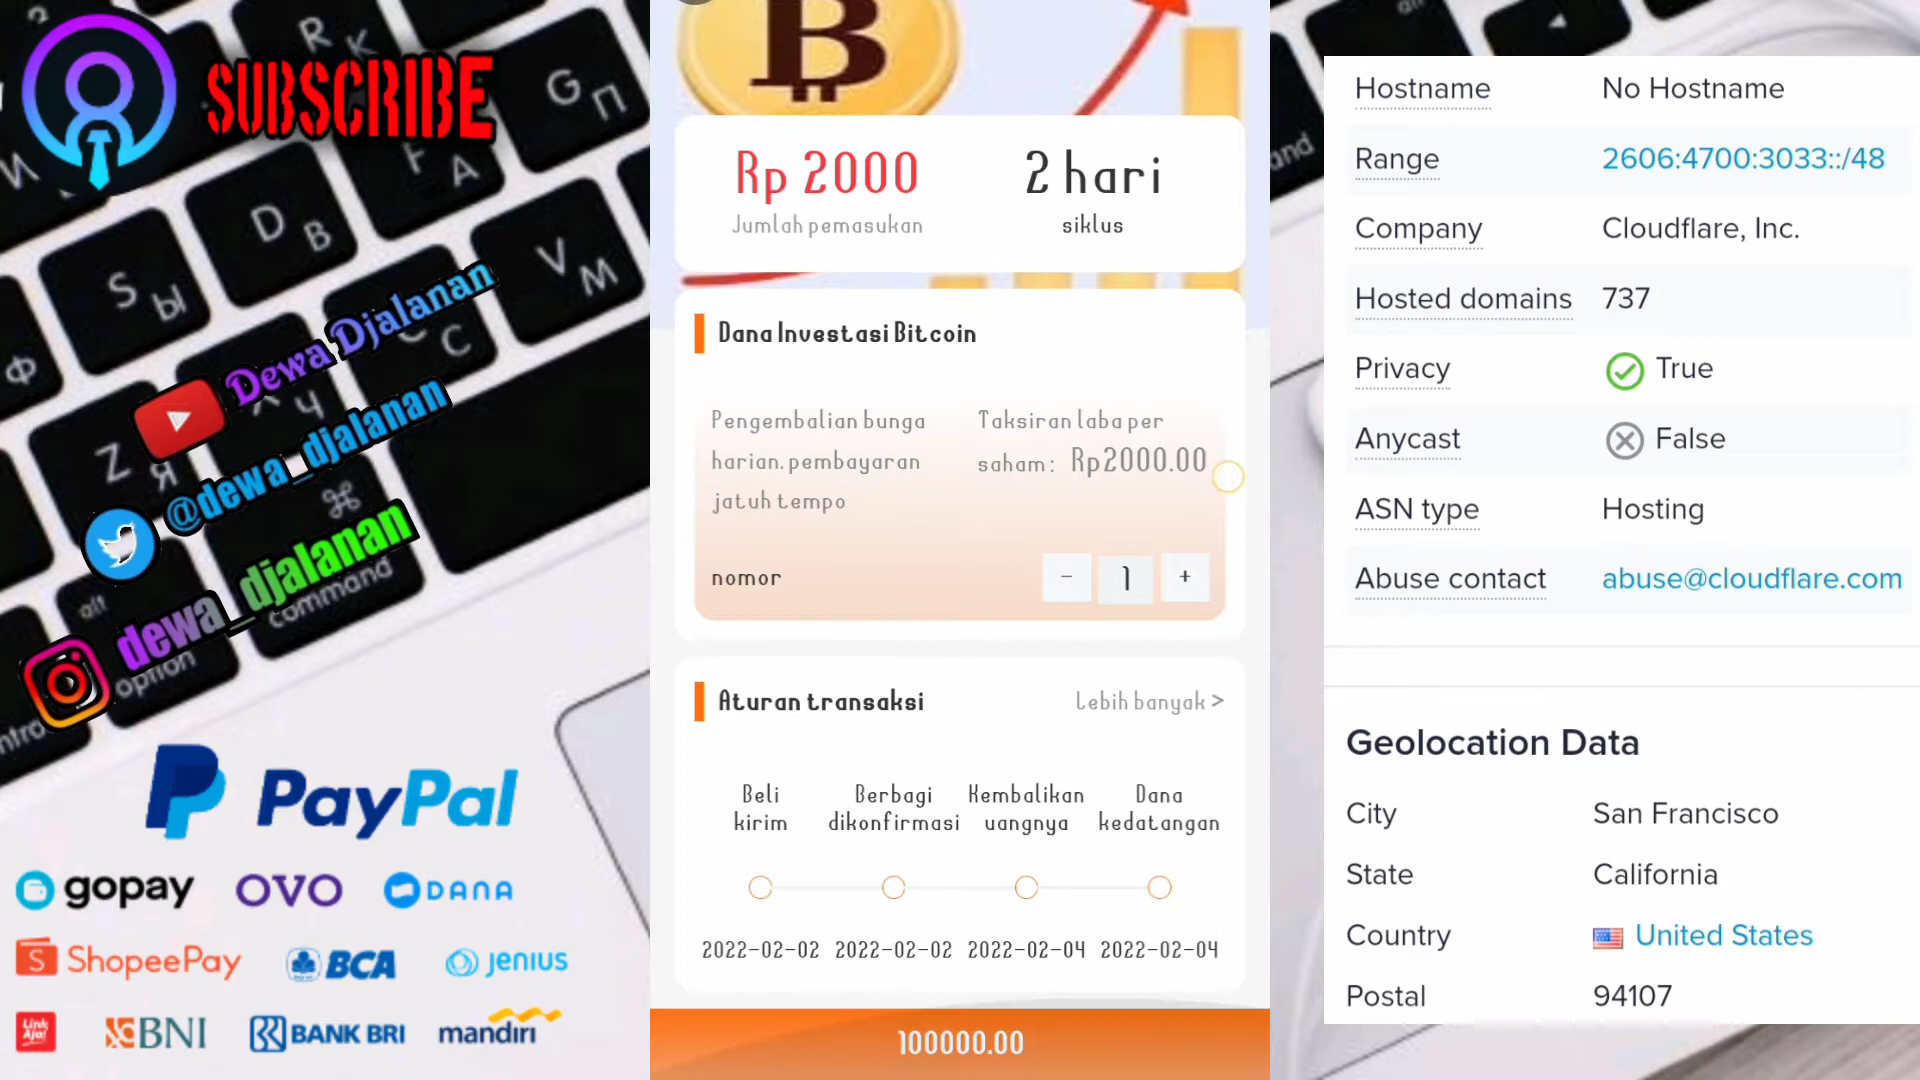 SUBSCRIBE
Dewa Djalanan
@dewa_djalanan
dewa_djalanan
PayPal
gopay OVO DANA
ShopeePay BCA jenius
Link Aja! BNI BANK BRI mandiri
B
Rp 2000 2 hari
Jumlah pemasukan siklus
Dana Investasi Bitcoin
Pengembalian bunga harian. pembayaran jatuh tempo
Taksiran laba per saham: Rp2000.00
nomor - 1 +
Aturan transaksi Lebih banyak >
Beli kirim
Berbagi dikonfirmasi
Kembalikan uangnya
Dana kedatangan
2022-02-02 2022-02-02 2022-02-04 2022-02-04
100000.00
Hostname No Hostname
Range 2606:4700:3033::/48
Company Cloudflare, Inc.
Hosted domains 737
Privacy True
Anycast False
ASN type Hosting
Abuse contact abuse@cloudflare.com
Geolocation Data
City San Francisco
State California
Country United States
Postal 94107
R K
G П
F A
D B
S Ы
V M
C
Z Я
Ч
Ф
И
alt
option
command